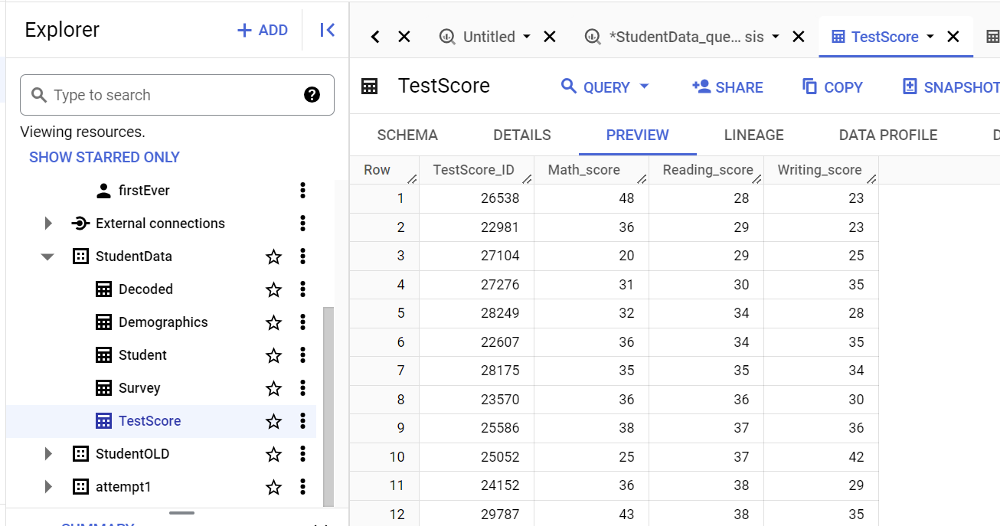 Explorer
+ ADD
Type to search
Viewing resources.
SHOW STARRED ONLY
firstEver
External connections
StudentData
Decoded
Demographics
Student
Survey
TestScore
StudentOLD
attempt1
SUMMARY
Untitled
*StudentData_que... sis
TestScore
TestScore
QUERY
SHARE
COPY
SNAPSHOT
SCHEMA DETAILS PREVIEW LINEAGE DATA PROFILE D
Row TestScore_ID Math_score Reading_score Writing_score
1 26538 48 28 23
2 22981 36 29 23
3 27104 20 29 25
4 27276 31 30 35
5 28249 32 34 28
6 22607 36 34 35
7 28175 35 35 34
8 23570 36 36 30
9 25586 38 37 36
10 25052 25 37 42
11 24152 36 38 29
12 29787 43 38 35